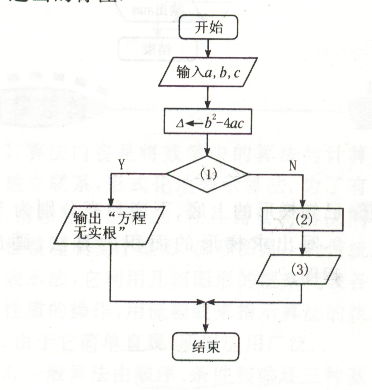 开始
输入a,b,c
Δ←b²-4ac
(1)
Y
N
输出“方程
无实根”
(2)
(3)
结束